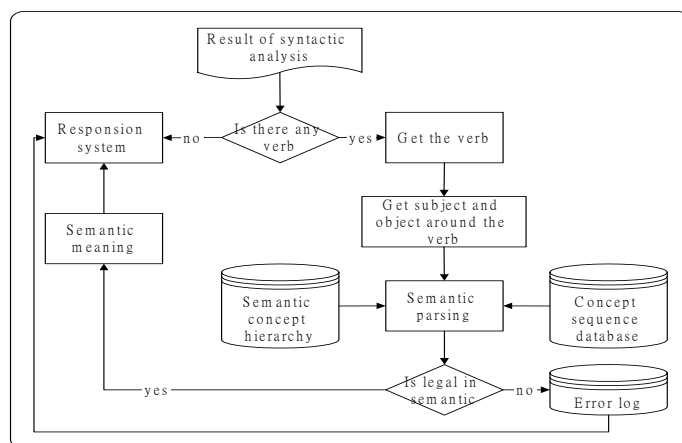 Result of syntactic
analysis
Is there any
verb
no
yes
Responsion
system
Get the verb
Get subject and
object around the
verb
Semantic
meaning
Semantic
concept
hierarchy
Semantic
parsing
Concept
sequence
database
Is legal in
semantic
yes
no
Error log